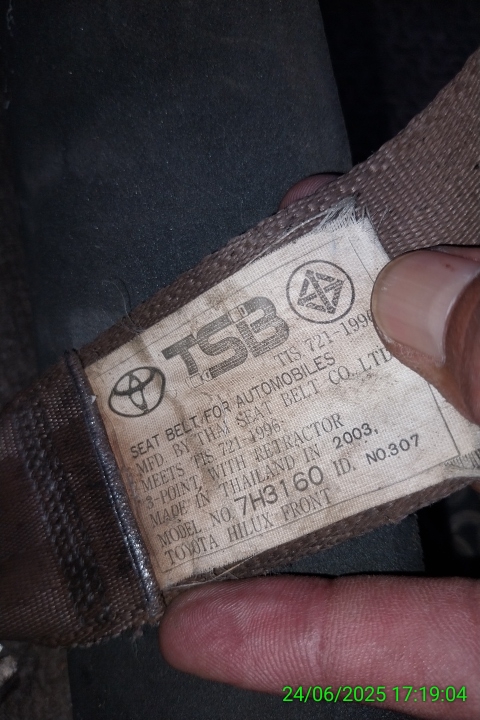 TSB
TIS 721-1996
SEAT BELT FOR AUTOMOBILES
MFD. BY THAI SEAT BELT CO., LTD
MEETS TIS 721-1996
3-POINT, WITH RETRACTOR
MADE IN THAILAND IN 2003,
MODEL NO. 7H3160 ID. NO.307
TOYOTA HILUX FRONT
24/06/2025 17:19:04